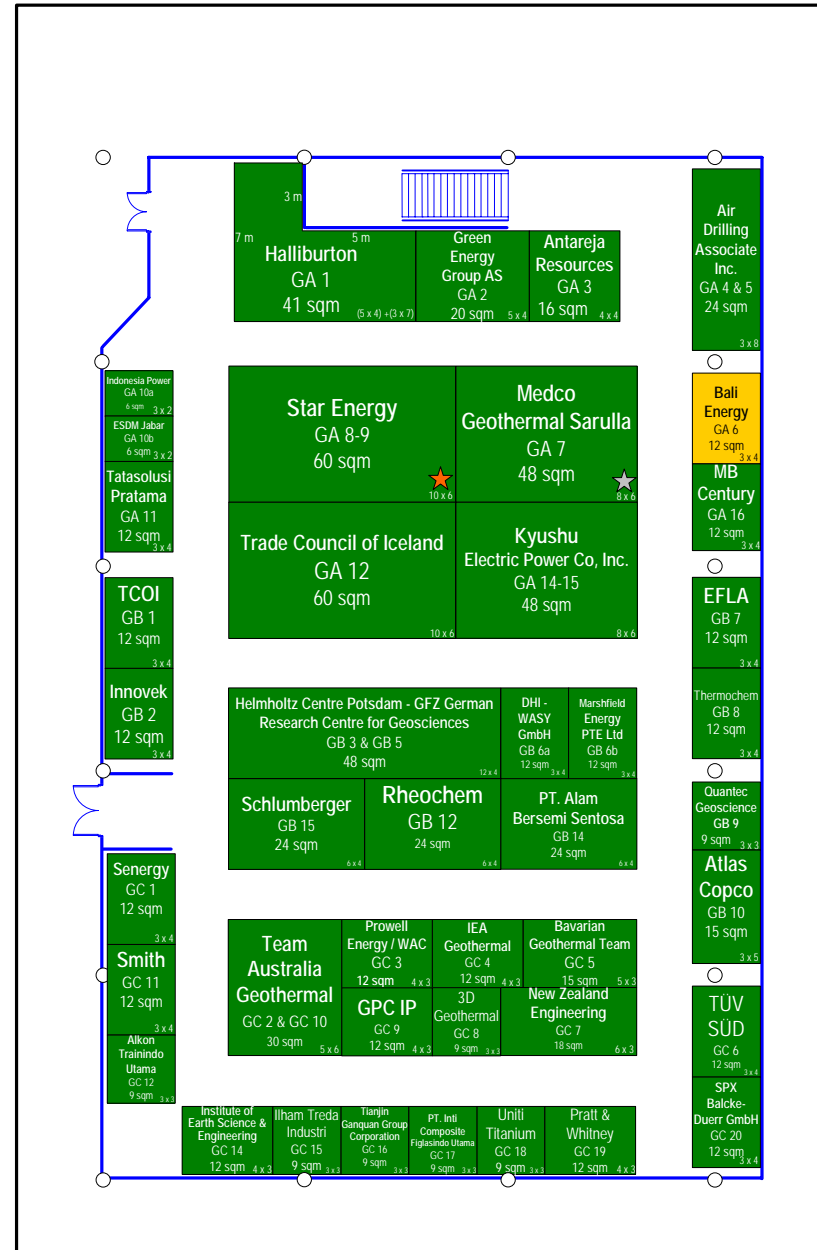 3 m
7 m
5 m
Halliburton
GA 1
41 sqm
(5 x 4) +(3 x 7)
Green
Energy
Group AS
GA 2
20 sqm
5 x 4
Antareja
Resources
GA 3
16 sqm
4 x 4
Air
Drilling
Associate
Inc.
GA 4 & 5
24 sqm
3 x 8
Indonesia Power
GA 10a
6 sqm
3 x 2
ESDM Jabar
GA 10b
6 sqm
3 x 2
Tatasolusi
Pratama
GA 11
12 sqm
3 x 4
Star Energy
GA 8-9
60 sqm
10 x 6
Medco
Geothermal Sarulla
GA 7
48 sqm
8 x 6
Bali
Energy
GA 6
12 sqm
3 x 4
MB
Century
GA 16
12 sqm
3 x 4
Trade Council of Iceland
GA 12
60 sqm
10 x 6
Kyushu
Electric Power Co, Inc.
GA 14-15
48 sqm
8 x 6
TCOI
GB 1
12 sqm
3 x 4
Innovek
GB 2
12 sqm
3 x 4
EFLA
GB 7
12 sqm
3 x 4
Thermochem
GB 8
12 sqm
3 x 4
Helmholtz Centre Potsdam - GFZ German
Research Centre for Geosciences
GB 3 & GB 5
48 sqm
12 x 4
DHI -
WASY
GmbH
GB 6a
12 sqm
3 x 4
Marshfield
Energy
PTE Ltd
GB 6b
12 sqm
3 x 4
Schlumberger
GB 15
24 sqm
6 x 4
Rheochem
GB 12
24 sqm
6 x 4
PT. Alam
Bersemi Sentosa
GB 14
24 sqm
6 x 4
Quantec
Geoscience
GB 9
9 sqm
3 x 3
Atlas
Copco
GB 10
15 sqm
3 x 5
Senergy
GC 1
12 sqm
3 x 4
Smith
GC 11
12 sqm
3 x 4
Alkon
Trainindo
Utama
GC 12
9 sqm
3 x 3
Team
Australia
Geothermal
GC 2 & GC 10
30 sqm
5 x 6
Prowell
Energy / WAC
GC 3
12 sqm
4 x 3
IEA
Geothermal
GC 4
12 sqm
4 x 3
Bavarian
Geothermal Team
GC 5
15 sqm
5 x 3
GPC IP
GC 9
12 sqm
4 x 3
3D
Geothermal
GC 8
9 sqm
3 x 3
New Zealand
Engineering
GC 7
18 sqm
6 x 3
TÜV
SÜD
GC 6
12 sqm
3 x 4
SPX
Balcke-
Duerr GmbH
GC 20
12 sqm
3 x 4
Institute of
Earth Science &
Engineering
GC 14
12 sqm
4 x 3
Ilham Treda
Industri
GC 15
9 sqm
3 x 3
Tianjin
Ganquan Group
Corporation
GC 16
9 sqm
3 x 3
PT. Inti
Composite
Figlasindo Utama
GC 17
9 sqm
3 x 3
Uniti
Titanium
GC 18
9 sqm
3 x 3
Pratt &
Whitney
GC 19
12 sqm
4 x 3